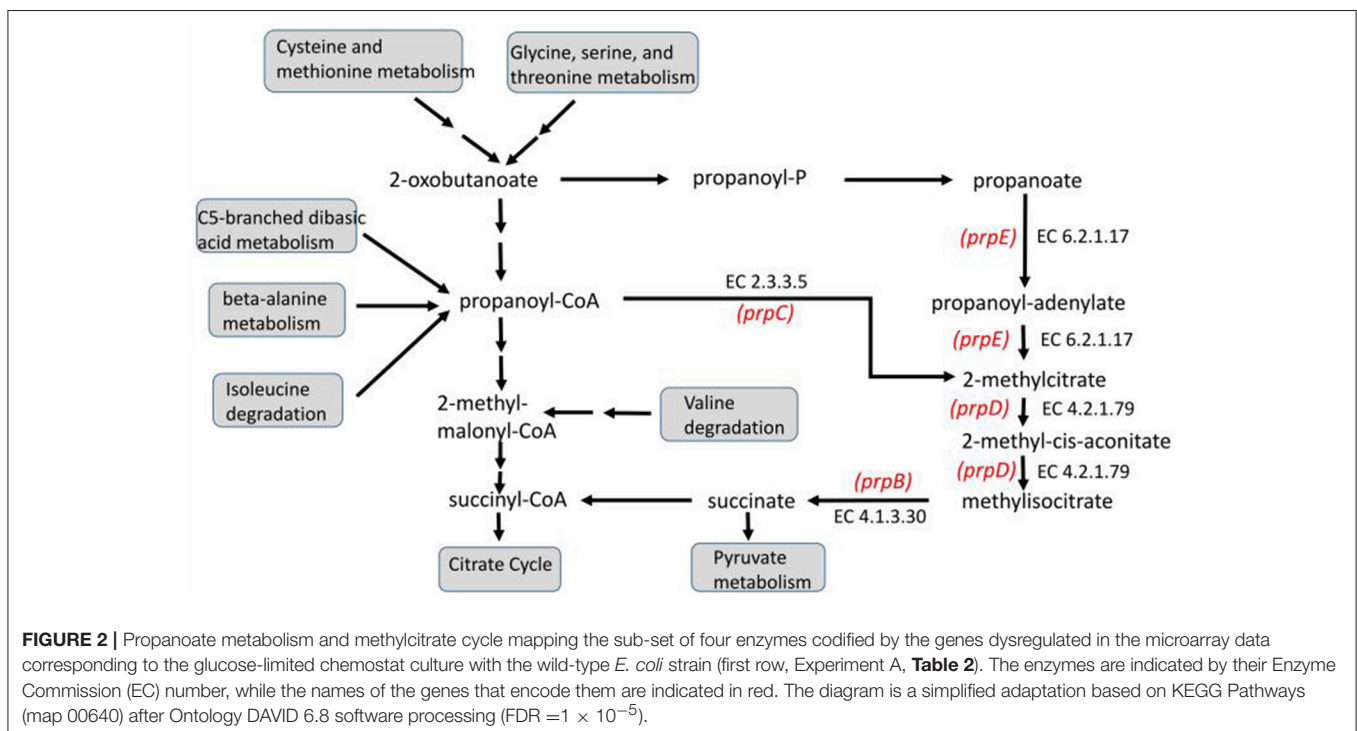 Cysteine and
methionine metabolism
Glycine, serine, and
threonine metabolism
2-oxobutanoate
propanoyl-P
propanoate
C5-branched dibasic
acid metabolism
(prpE) EC 6.2.1.17
beta-alanine
metabolism
propanoyl-CoA
EC 2.3.3.5
(prpC)
propanoyl-adenylate
(prpE) EC 6.2.1.17
Isoleucine
degradation
2-methyl-
malonyl-CoA
Valine
degradation
2-methylcitrate
(prpD) EC 4.2.1.79
2-methyl-cis-aconitate
(prpD) EC 4.2.1.79
methylisocitrate
(prpB)
EC 4.1.3.30
succinate
succinyl-CoA
Citrate Cycle
Pyruvate
metabolism
FIGURE 2 | Propanoate metabolism and methylcitrate cycle mapping the sub-set of four enzymes codified by the genes dysregulated in the microarray data
corresponding to the glucose-limited chemostat culture with the wild-type E. coli strain (first row, Experiment A, Table 2). The enzymes are indicated by their Enzyme
Commission (EC) number, while the names of the genes that encode them are indicated in red. The diagram is a simplified adaptation based on KEGG Pathways
(map 00640) after Ontology DAVID 6.8 software processing (FDR =1 × 10⁻⁵).